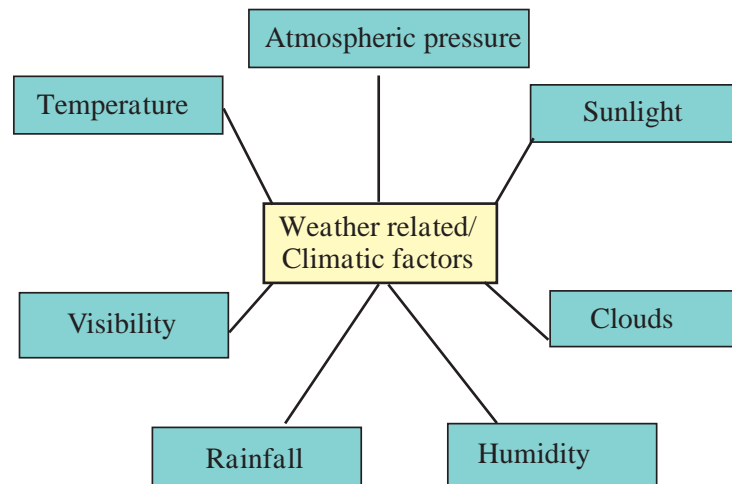 Atmospheric pressure
Temperature
Sunlight
Weather related/
Climatic factors
Visibility
Clouds
Rainfall
Humidity